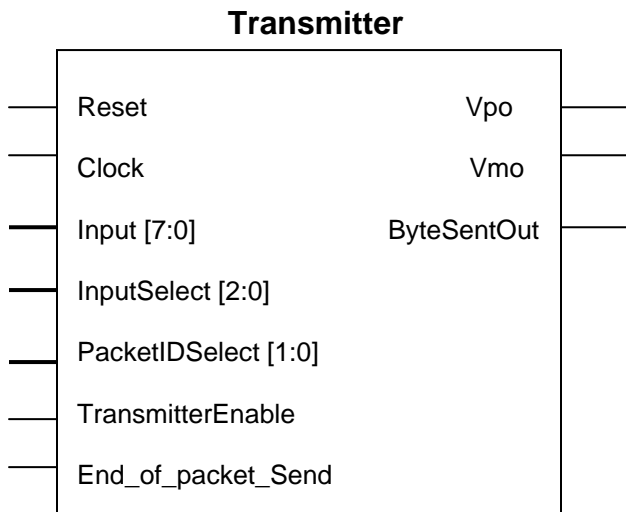 Transmitter
Reset
Vpo
Clock
Vmo
Input [7:0]
ByteSentOut
InputSelect [2:0]
PacketIDSelect [1:0]
TransmitterEnable
End_of_packet_Send